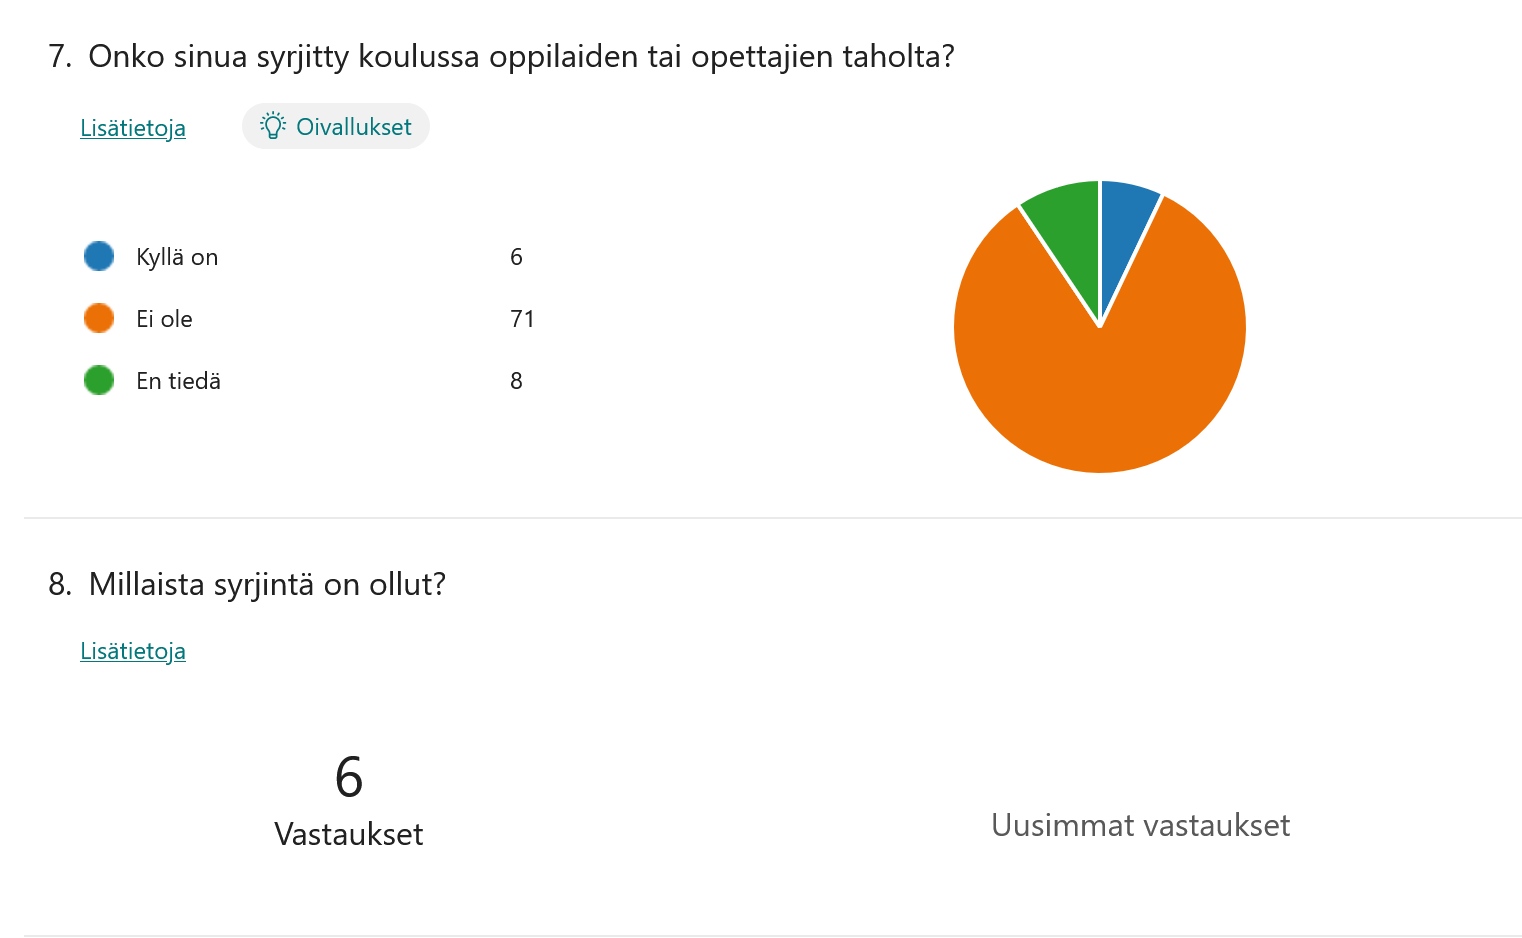 7. Onko sinua syrjitty koulussa oppilaiden tai opettajien taholta?
Lisätietoja
Oivallukset
Kyllä on 6
Ei ole 71
En tiedä 8
8. Millaista syrjintä on ollut?
Lisätietoja
6
Vastaukset
Uusimmat vastaukset